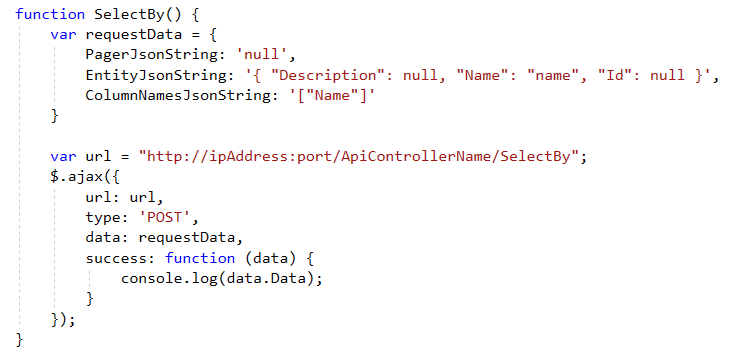 function SelectBy() {
    var requestData = {
        PagerJsonString: 'null',
        EntityJsonString: '{ "Description": null, "Name": "name", "Id": null }',
        ColumnNamesJsonString: '["Name"]'
    }

    var url = "http://ipAddress:port/ApiControllerName/SelectBy";
    $.ajax({
        url: url,
        type: 'POST',
        data: requestData,
        success: function (data) {
            console.log(data.Data);
        }
    });
}